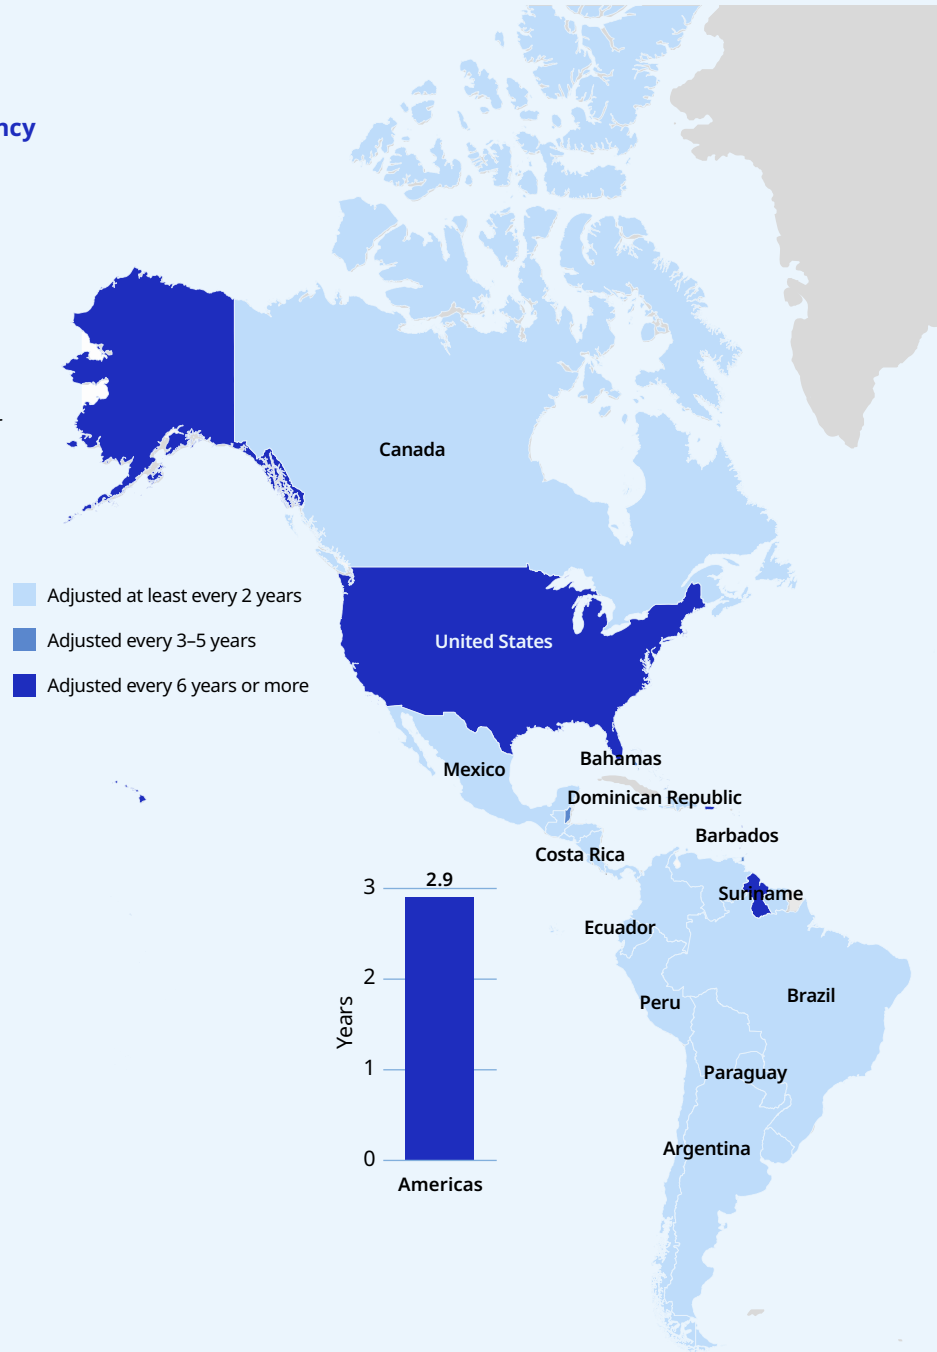 ncy
Canada
Adjusted at least every 2 years
Adjusted every 3–5 years
United States
Adjusted every 6 years or more
Bahamas
Mexico
Dominican Republic
Barbados
Costa Rica
Suriname
Ecuador
Brazil
Peru
Paraguay
Argentina
2.9
3
2
1
0
Years
Americas